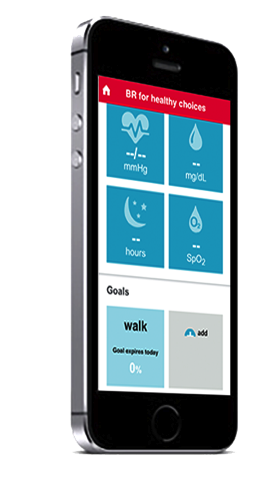 BR for healthy choices
--/--
--
mmHg
mg/dL
--
--
hours
SpO₂
Goals
walk
add
Goal expires today
0%